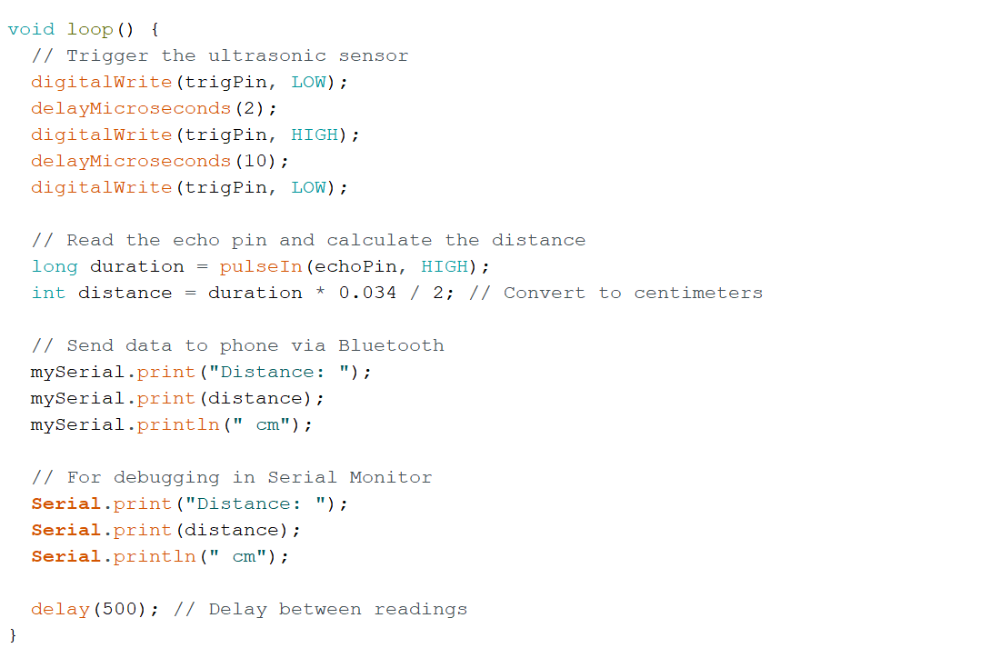 void loop() {
  // Trigger the ultrasonic sensor
  digitalWrite(trigPin, LOW);
  delayMicroseconds(2);
  digitalWrite(trigPin, HIGH);
  delayMicroseconds(10);
  digitalWrite(trigPin, LOW);

  // Read the echo pin and calculate the distance
  long duration = pulseIn(echoPin, HIGH);
  int distance = duration * 0.034 / 2; // Convert to centimeters

  // Send data to phone via Bluetooth
  mySerial.print("Distance: ");
  mySerial.print(distance);
  mySerial.println(" cm");

  // For debugging in Serial Monitor
  Serial.print("Distance: ");
  Serial.print(distance);
  Serial.println(" cm");

  delay(500); // Delay between readings
}